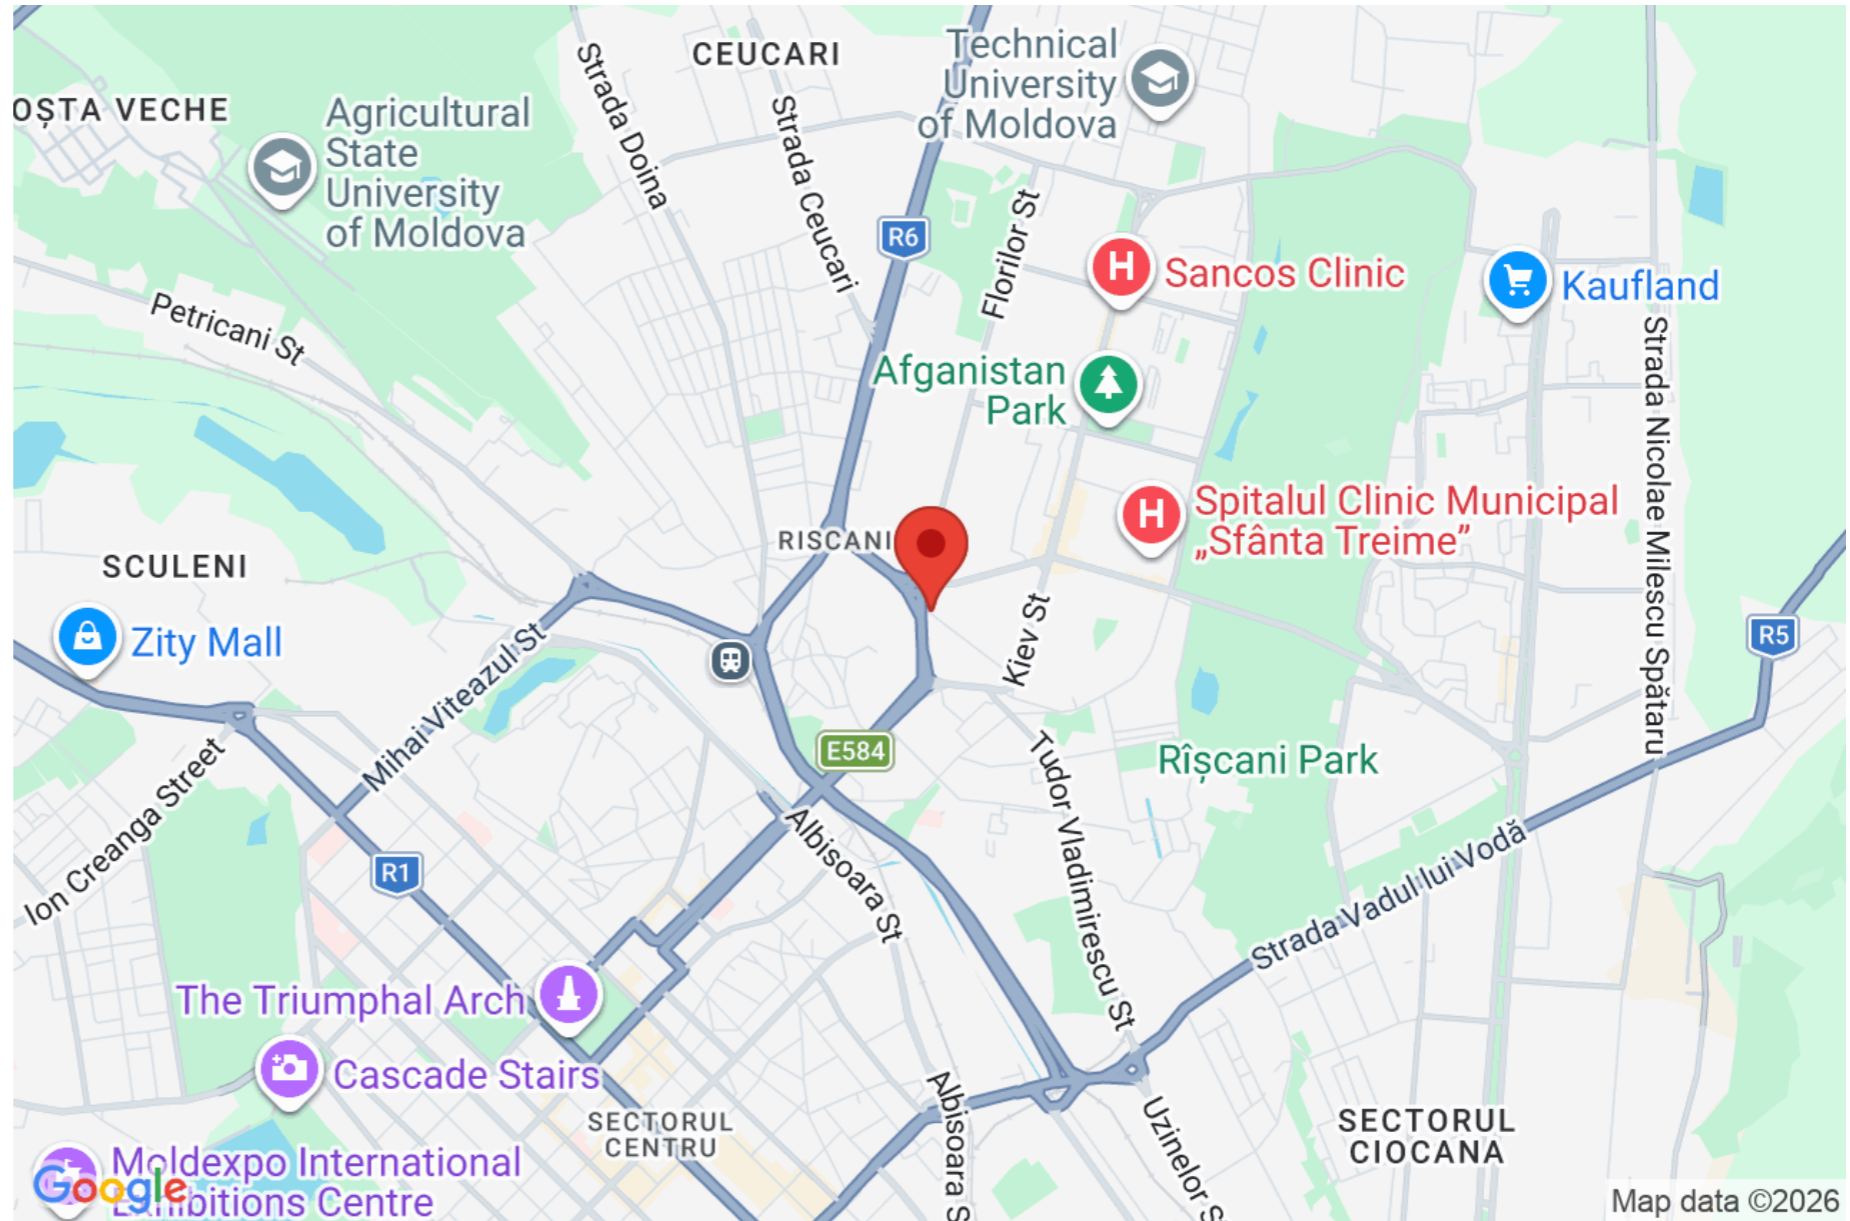 CEUCARI
Technical
University
of Moldova
OȘTA VECHE
Agricultural
State
University
of Moldova
Strada Doina
Strada Ceucari
R6
Florilor St
Sancos Clinic
Kaufland
Petricani St
Afganistan
Park
Strada Nicolae Milescu Spătaru
Spitalul Clinic Municipal
„Sfânta Treime”
RISCANI
SCULENI
Zity Mall
Mihai Viteazul St
Kiev St
R5
Ion Creanga Street
E584
Rîșcani Park
Tudor Vladimirescu St
Albisoara St
R1
Strada Vadul lui Vodă
The Triumphal Arch
Cascade Stairs
SECTORUL
CENTRU
Albisoara S
Uzinelor S
SECTORUL
CIOCANA
Moldexpo International
Exhibitions Centre
Google
Map data ©2026